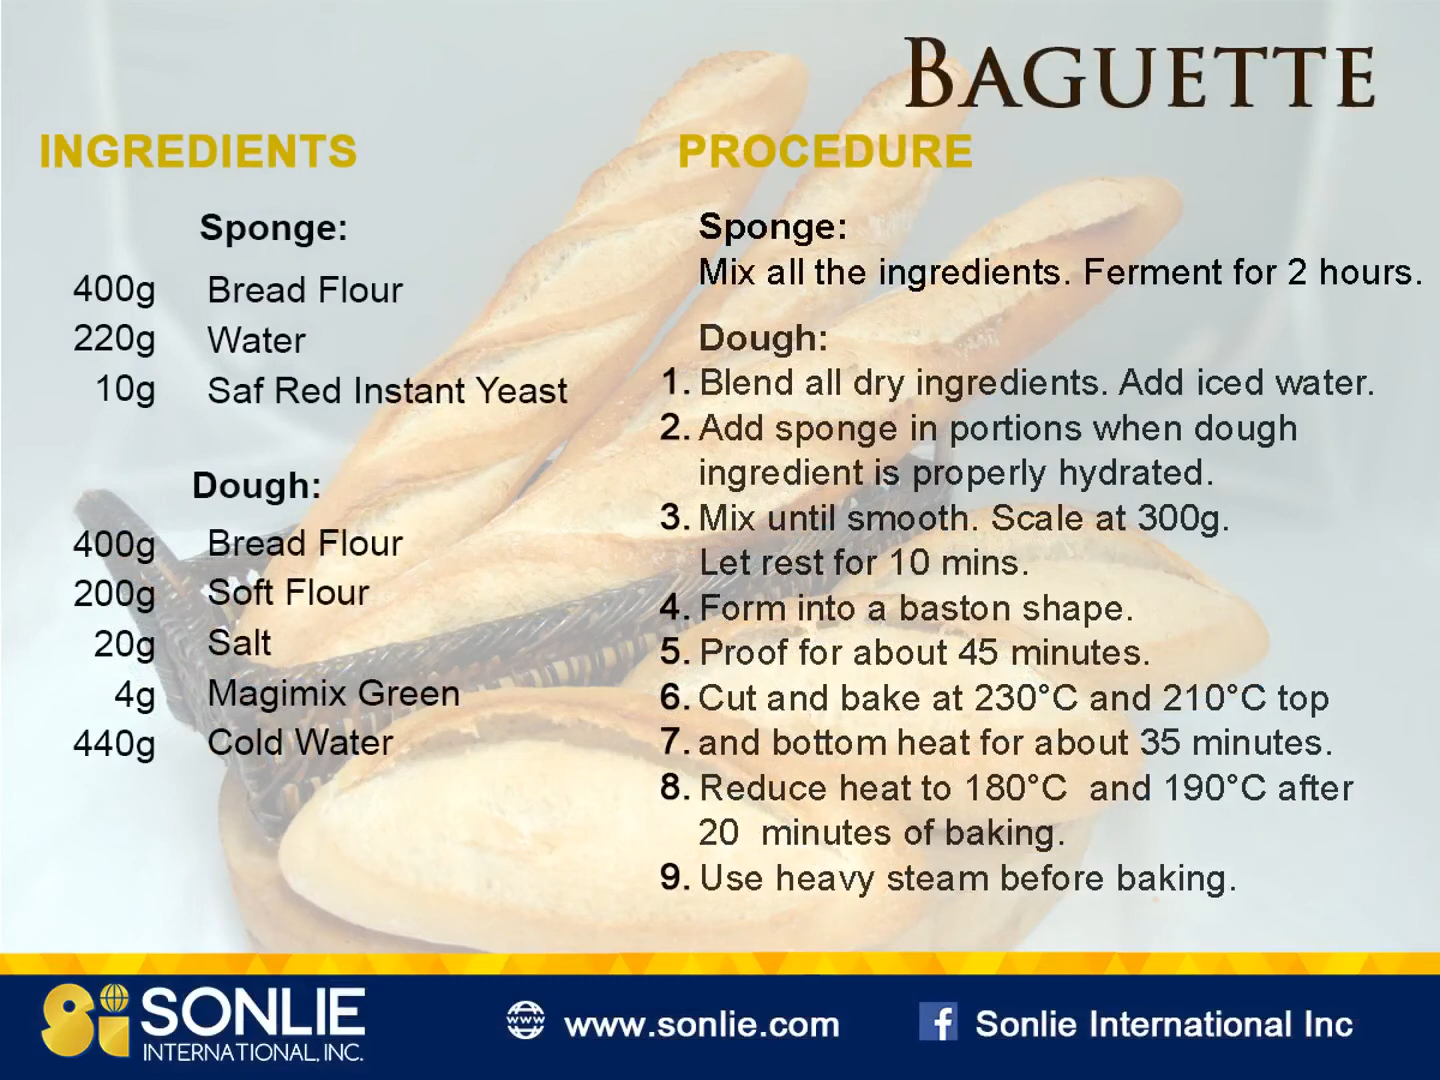 BAGUETTE
INGREDIENTS
Sponge:
400g Bread Flour
220g Water
10g Saf Red Instant Yeast
Dough:
400g Bread Flour
200g Soft Flour
20g Salt
4g Magimix Green
440g Cold Water
PROCEDURE
Sponge:
Mix all the ingredients. Ferment for 2 hours.
Dough:
1. Blend all dry ingredients. Add iced water.
2. Add sponge in portions when dough
ingredient is properly hydrated.
3. Mix until smooth. Scale at 300g.
Let rest for 10 mins.
4. Form into a baston shape.
5. Proof for about 45 minutes.
6. Cut and bake at 230°C and 210°C top
7. and bottom heat for about 35 minutes.
8. Reduce heat to 180°C and 190°C after
20 minutes of baking.
9. Use heavy steam before baking.
Si SONLIE
INTERNATIONAL, INC.
www www.sonlie.com
f Sonlie International Inc